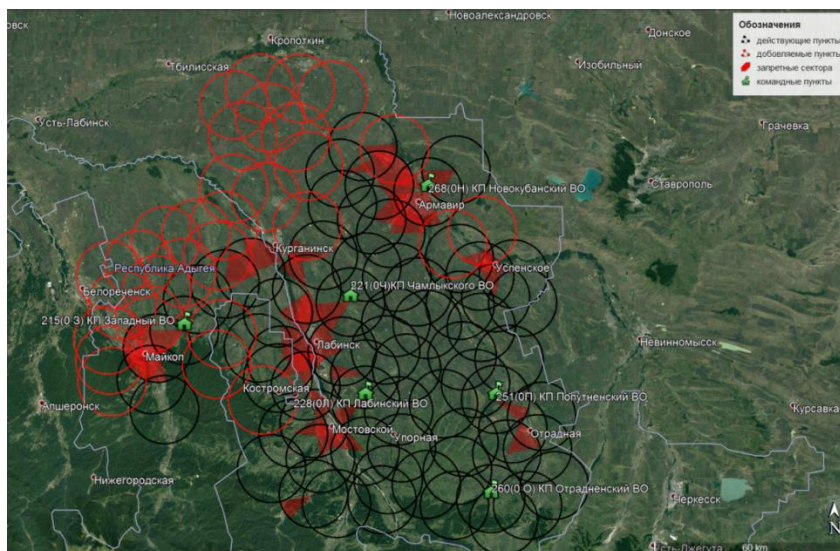 Новоалександровск
Донское
Обозначения
действующие пункты
добавляемые пункты
запретные сектора
командные пункты
Кропоткин
Тбилисская
Изобильный
Усть-Лабинск
Грачевка
268(0Н) КП Новокубанский ВО
Ставрополь
Армавир
Курганинск
Республика Адыгея
Успенское
Белореченск
221(0Ч)КП Чамлыкского ВО
215(0 З) КП Западный ВО
Лабинск
Невинномысск
Майкоп
Костромская
Апшеронск
228(0Л) КП Лабинский ВО
251(0П) КП Попутненский ВО
Курсавка
Мостовской
Упорная
Отрадная
Нижегородская
260(0 О) КП Отрадненский ВО
Черкесск
N
60 km